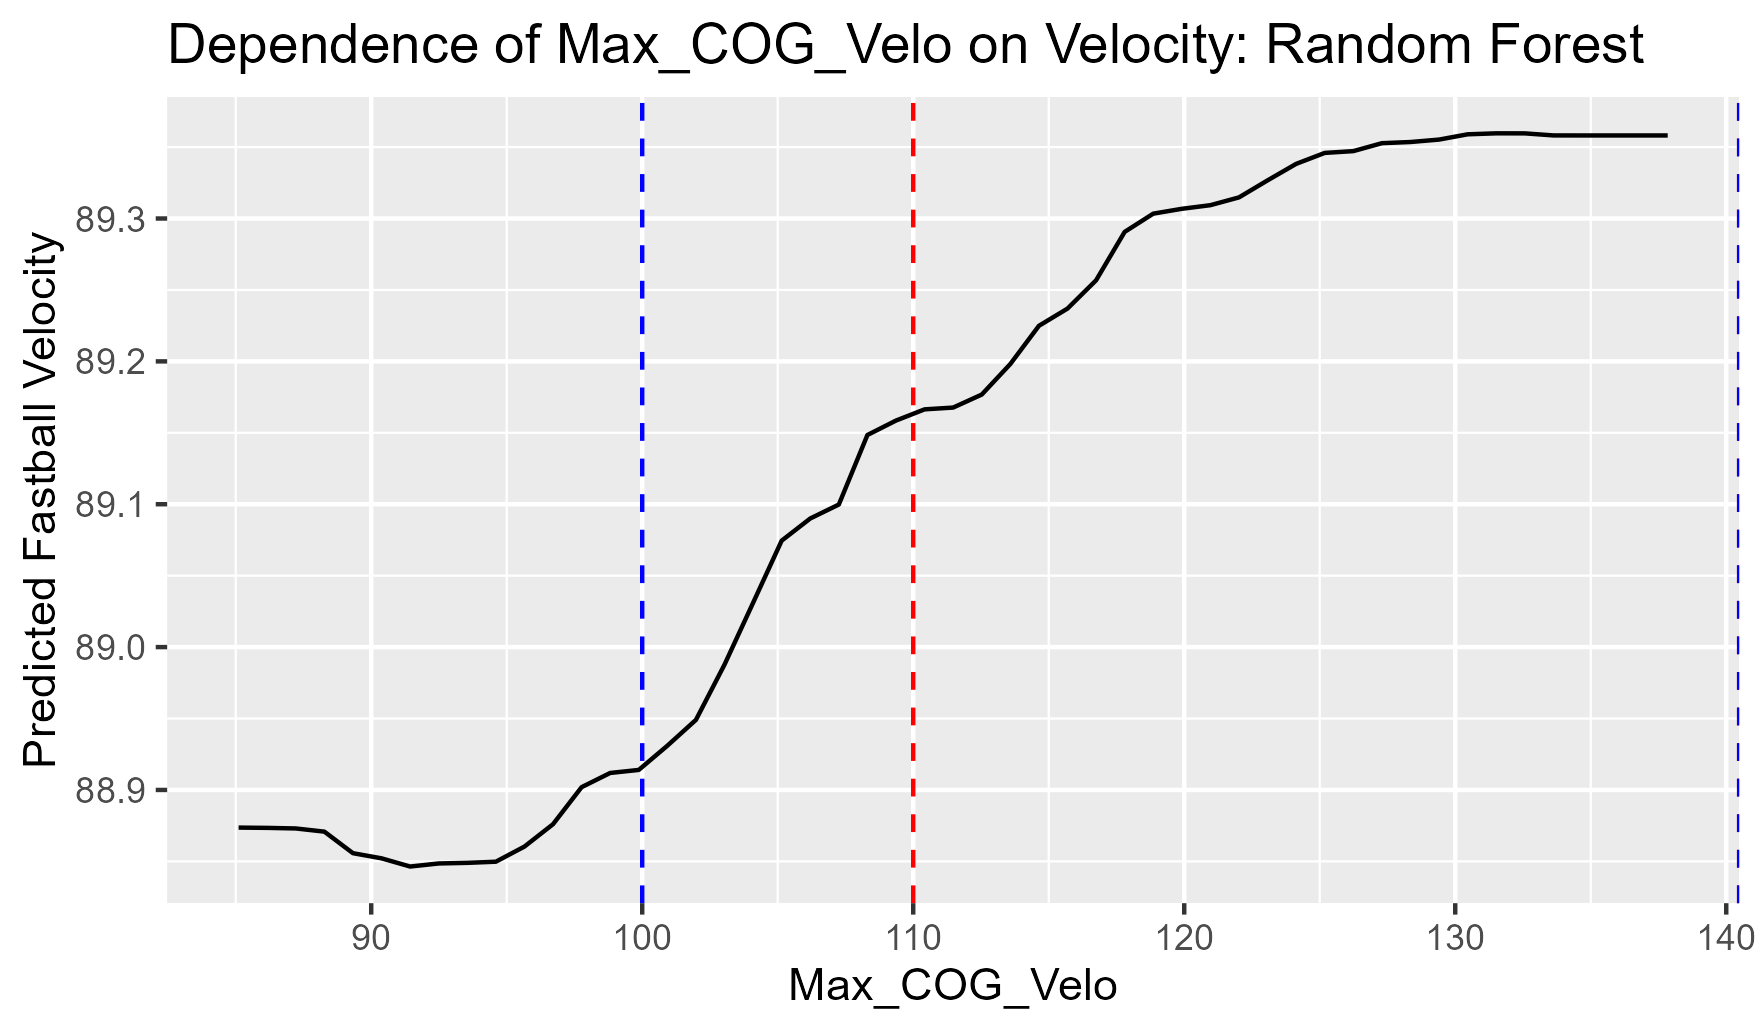 Dependence of Max_COG_Velo on Velocity: Random Forest
Predicted Fastball Velocity
89.3
89.2
89.1
89.0
88.9
90 100 110 120 130 140
Max_COG_Velo